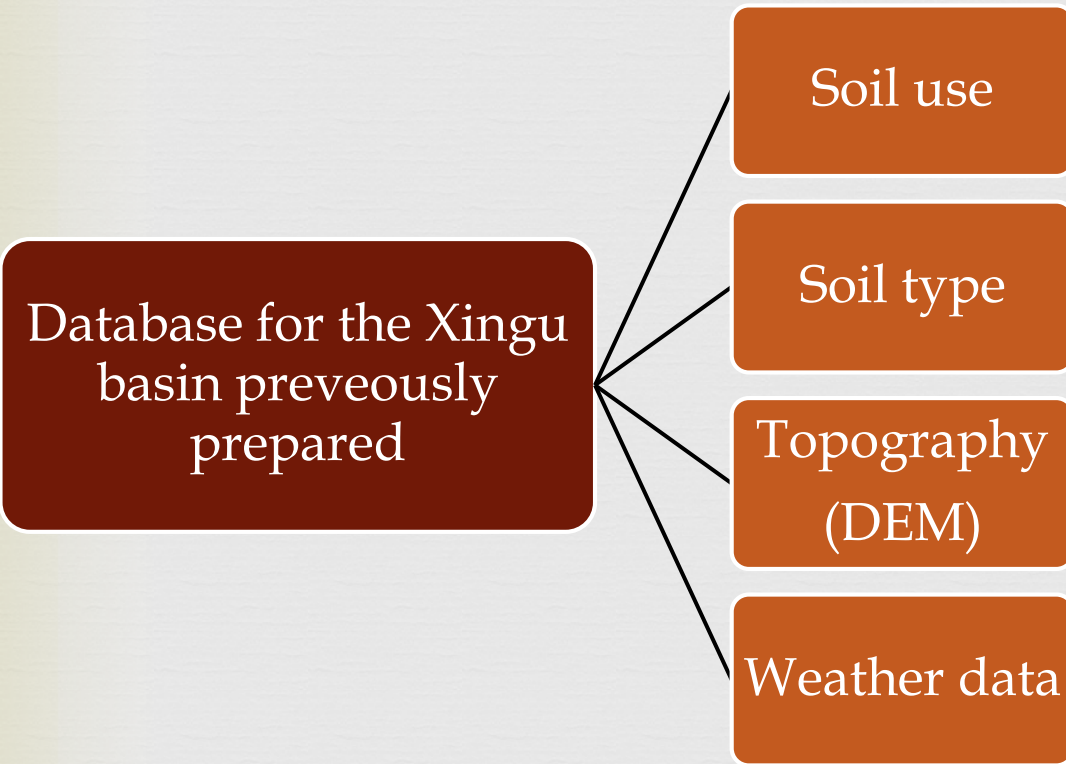 Database for the Xingu
basin preveously
prepared
Soil use
Soil type
Topography
(DEM)
Weather data